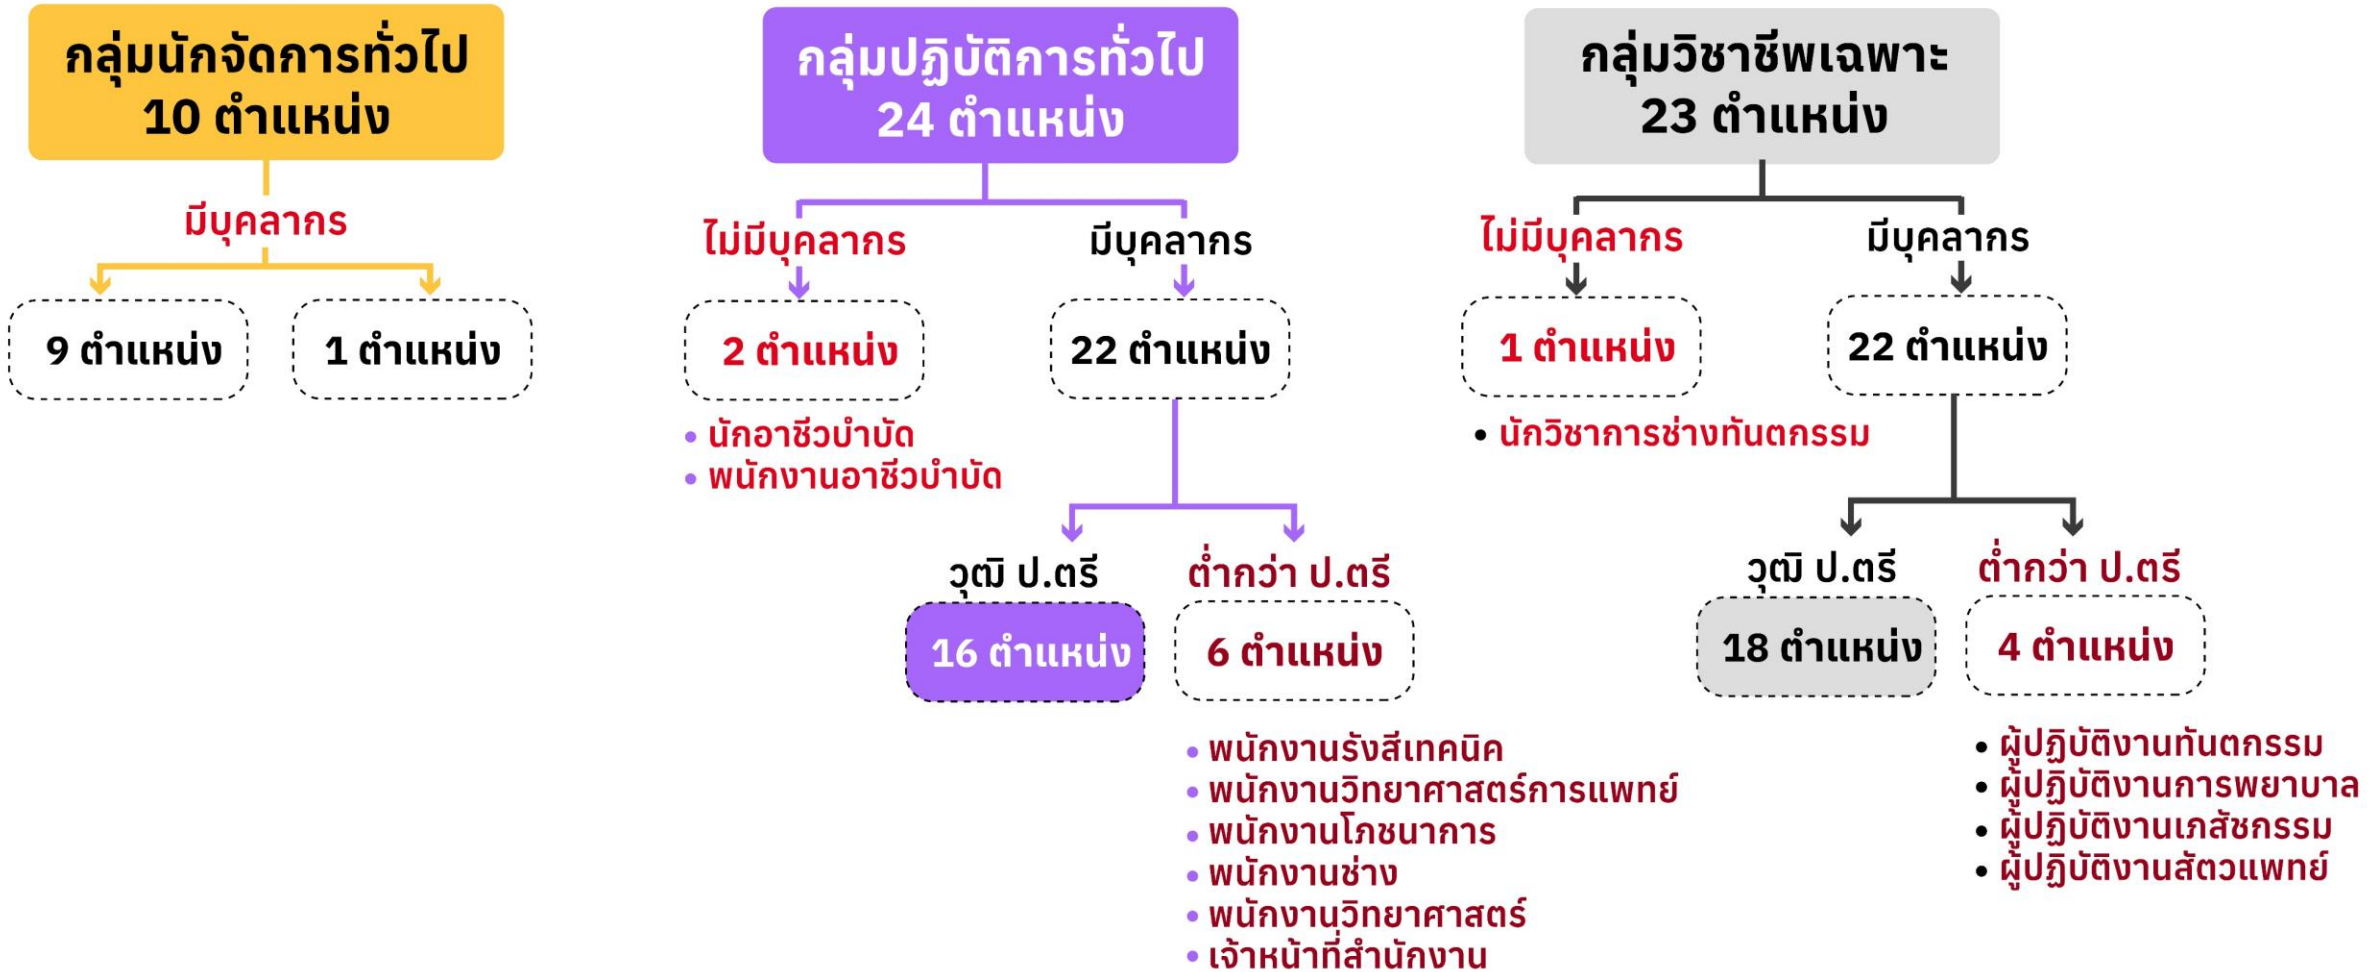 กลุ่มนักจัดการทั่วไป
10 ตำแหน่ง
มีบุคลากร
9 ตำแหน่ง
1 ตำแหน่ง
กลุ่มปฏิบัติการทั่วไป
24 ตำแหน่ง
ไม่มีบุคลากร
มีบุคลากร
2 ตำแหน่ง
22 ตำแหน่ง
• นักอาชีวบำบัด
• พนักงานอาชีวบำบัด
วุฒิ ป.ตรี
ต่ำกว่า ป.ตรี
16 ตำแหน่ง
6 ตำแหน่ง
• พนักงานรังสีเทคนิค
• พนักงานวิทยาศาสตร์การแพทย์
• พนักงานโภชนาการ
• พนักงานช่าง
• พนักงานวิทยาศาสตร์
• เจ้าหน้าที่สำนักงาน
กลุ่มวิชาชีพเฉพาะ
23 ตำแหน่ง
ไม่มีบุคลากร
มีบุคลากร
1 ตำแหน่ง
22 ตำแหน่ง
• นักวิชาการช่างทันตกรรม
วุฒิ ป.ตรี
ต่ำกว่า ป.ตรี
18 ตำแหน่ง
4 ตำแหน่ง
• ผู้ปฏิบัติงานทันตกรรม
• ผู้ปฏิบัติงานการพยาบาล
• ผู้ปฏิบัติงานเภสัชกรรม
• ผู้ปฏิบัติงานสัตวแพทย์